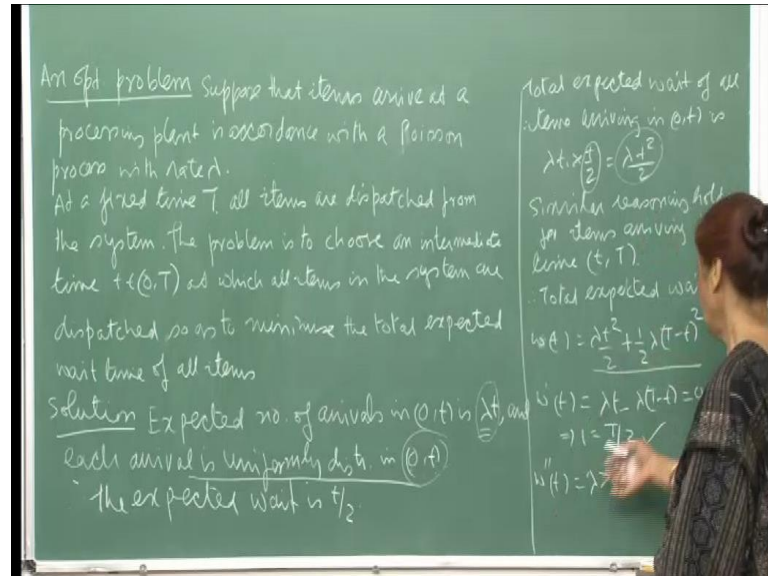 An opt. problem Suppose that items arrive at a
processing plant in accordance with a Poisson
process with rate λ.
At a fixed time T, all items are dispatched from
the system. The problem is to choose an intermediate
time t ∈ (0,T) at which all items in the system are
dispatched so as to minimise the total expected
wait time of all items
Solution Expected no. of arrivals in (0,t) is λt, and
each arrival is uniformly distr. in (0,t)
The expected wait is t/2.
Total expected wait of all
items arriving in (0,t) is
λt. × t/2 = λt²/2
Similar reasoning hold
for items arriving
time (t, T).
∴ Total expected wai
w(t) = λt²/2 + 1/2 λ(T-t)²
w'(t) = λt - λ(T-t) = 0
⇒ t = T/2 ✓
w''(t) = λ